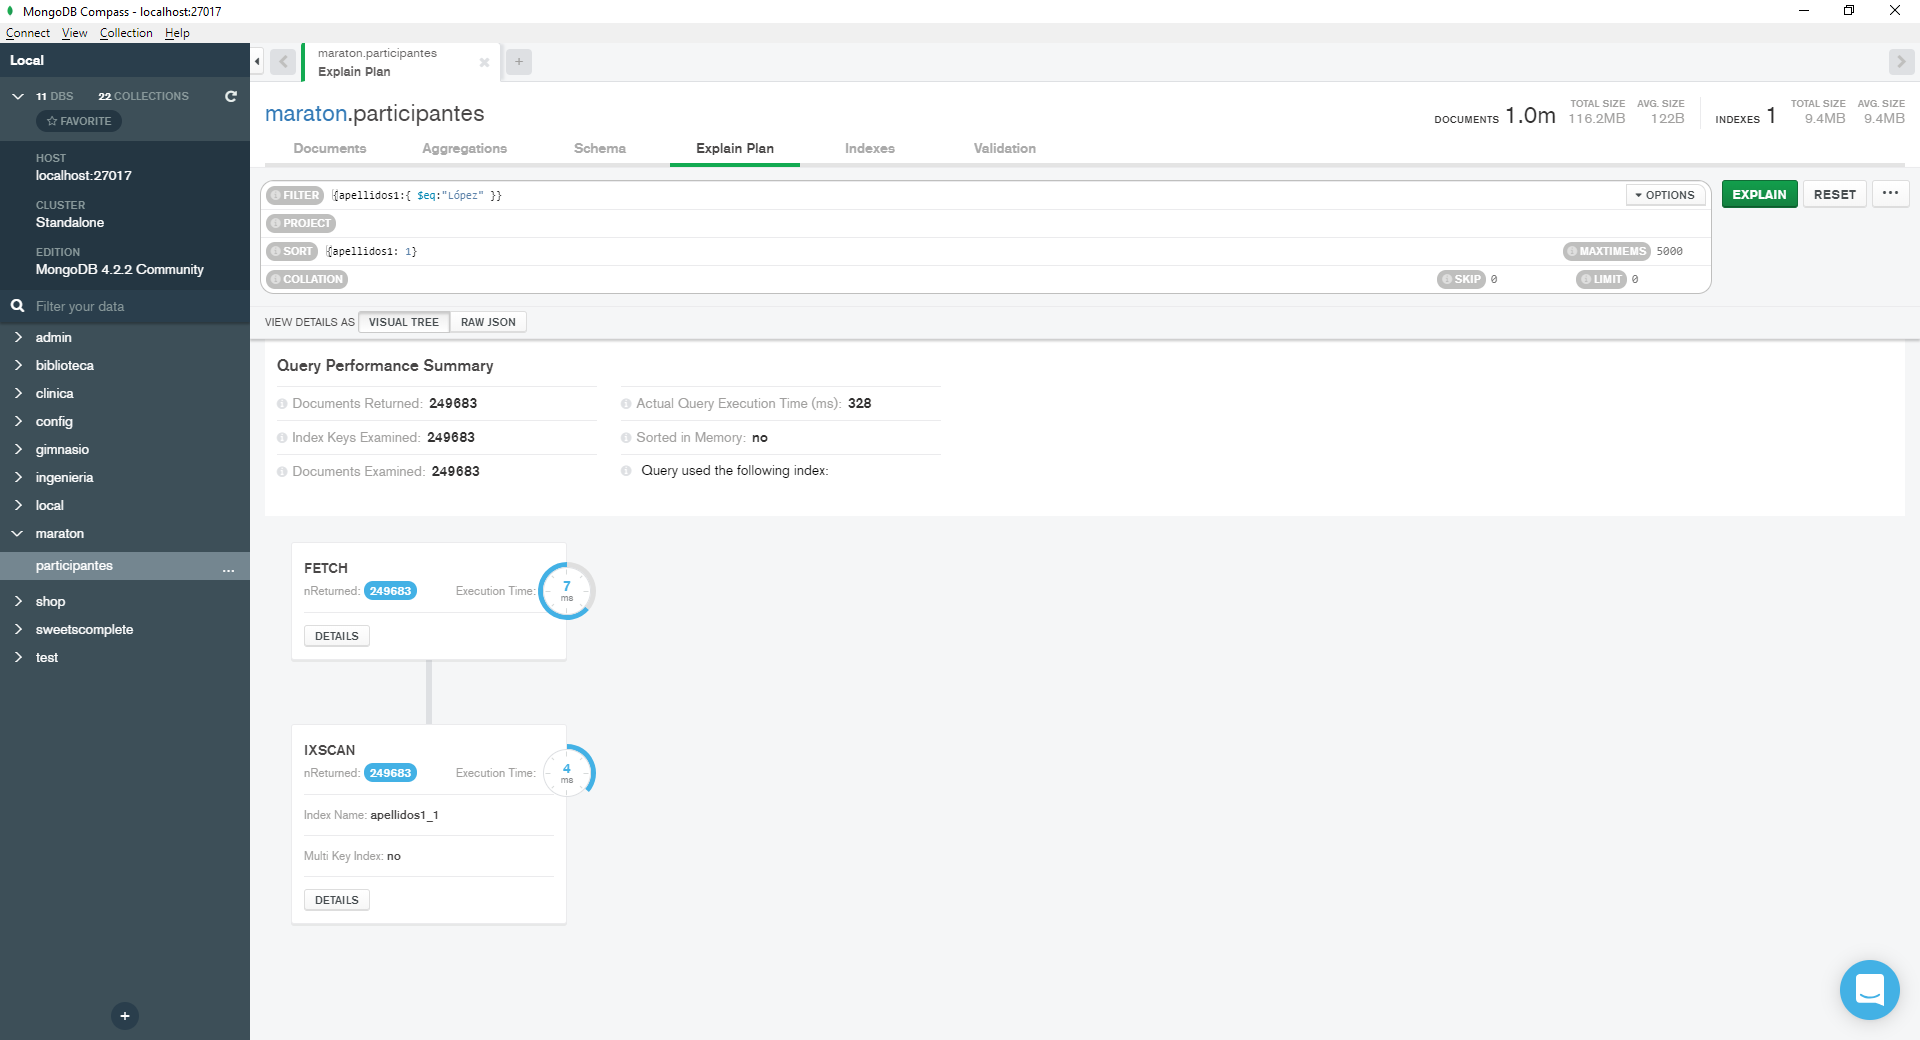 MongoDB Compass - localhost:27017
Connect View Collection Help
Local
11 DBS 22 COLLECTIONS
FAVORITE
HOST
localhost:27017
CLUSTER
Standalone
EDITION
MongoDB 4.2.2 Community
Filter your data
admin
biblioteca
clinica
config
gimnasio
ingenieria
local
maraton
participantes ...
shop
sweetscomplete
test
+
maraton.participantes
Explain Plan
+
maraton.participantes
DOCUMENTS 1.0m TOTAL SIZE 116.2MB AVG. SIZE 122B INDEXES 1 TOTAL SIZE 9.4MB AVG. SIZE 9.4MB
Documents Aggregations Schema Explain Plan Indexes Validation
FILTER {apellidos1:{ $eq:"López" }} OPTIONS EXPLAIN RESET ...
PROJECT
SORT {apellidos1: 1} MAXTIMEMS 5000
COLLATION SKIP 0 LIMIT 0
VIEW DETAILS AS VISUAL TREE RAW JSON
Query Performance Summary
Documents Returned: 249683
Index Keys Examined: 249683
Documents Examined: 249683
Actual Query Execution Time (ms): 328
Sorted in Memory: no
Query used the following index:
FETCH
nReturned: 249683 Execution Time: 7 ms
DETAILS
IXSCAN
nReturned: 249683 Execution Time: 4 ms
Index Name: apellidos1_1
Multi Key Index: no
DETAILS